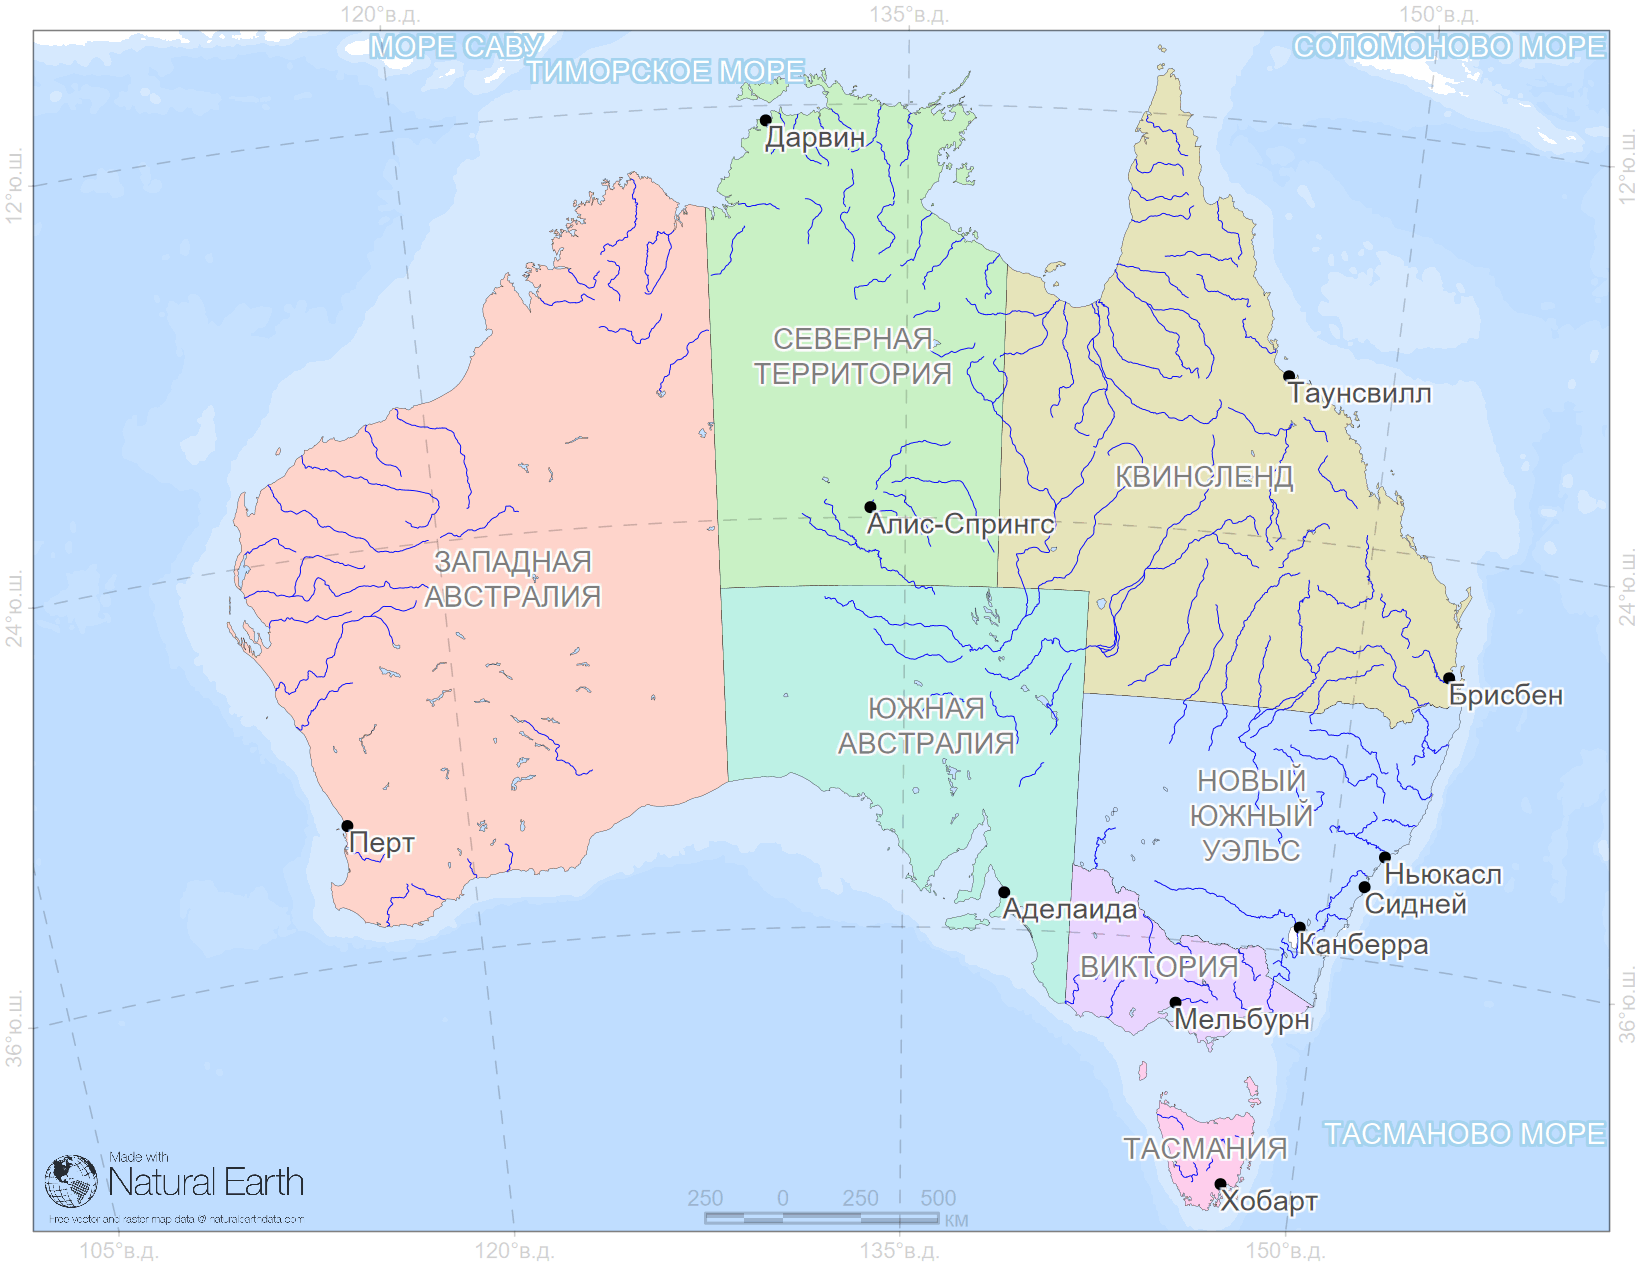 120°в.д.
135°в.д.
150°в.д.
МОРЕ САВУ
СОЛОМОНОВО МОРЕ
ТИМОРСКОЕ МОРЕ
Дарвин
12°ю.ш.
12°ю.ш.
СЕВЕРНАЯ
ТЕРРИТОРИЯ
Таунсвилл
КВИНСЛЕНД
Алис-Спрингс
ЗАПАДНАЯ
АВСТРАЛИЯ
24°ю.ш.
24°ю.ш.
Брисбен
ЮЖНАЯ
АВСТРАЛИЯ
НОВЫЙ
ЮЖНЫЙ
УЭЛЬС
Перт
Ньюкасл
Сидней
Аделаида
Канберра
ВИКТОРИЯ
Мельбурн
36°ю.ш.
36°ю.ш.
ТАСМАНОВО МОРЕ
ТАСМАНИЯ
Хобарт
Made with
Natural Earth
Free vector and raster map data @ naturalearthdata.com
250 0 250 500
км
105°в.д.
120°в.д.
135°в.д.
150°в.д.